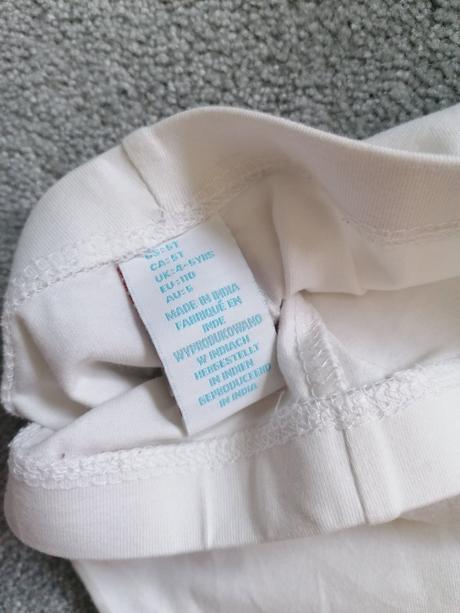 US: 5T
CA: 5T
UK: 4-5YRS
EU: 110
AU: 5
MADE IN INDIA
FABRIQUÉ EN
INDE
WYPRODUKOWANO
W INDIACH
HERGESTELLT
IN INDIEN
GEPRODUCEERD
IN INDIA